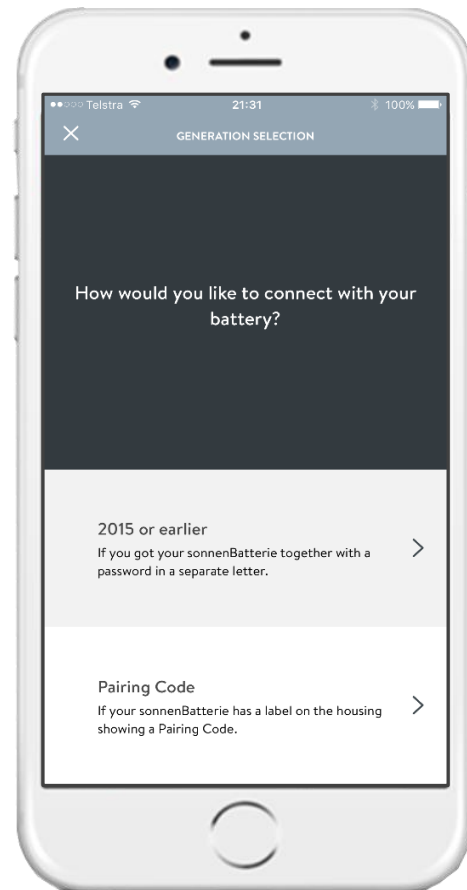 Telstra 21:31 100%
GENERATION SELECTION
How would you like to connect with your
battery?
2015 or earlier
If you got your sonnenBatterie together with a
password in a separate letter.
Pairing Code
If your sonnenBatterie has a label on the housing
showing a Pairing Code.